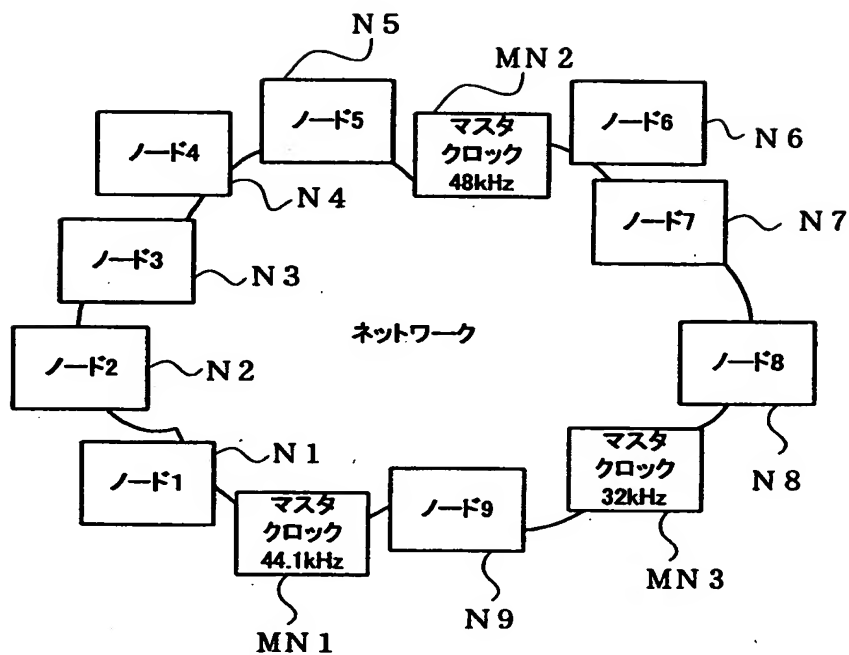 N5
MN2
ノード5
マスタ
クロック
48kHz
ノード6
N6
ノード4
N4
ノード7
N7
ノード3
N3
ネットワーク
ノード2
N2
ノード8
N8
ノード1
N1
マスタ
クロック
44.1kHz
MN1
ノード9
N9
マスタ
クロック
32kHz
MN3